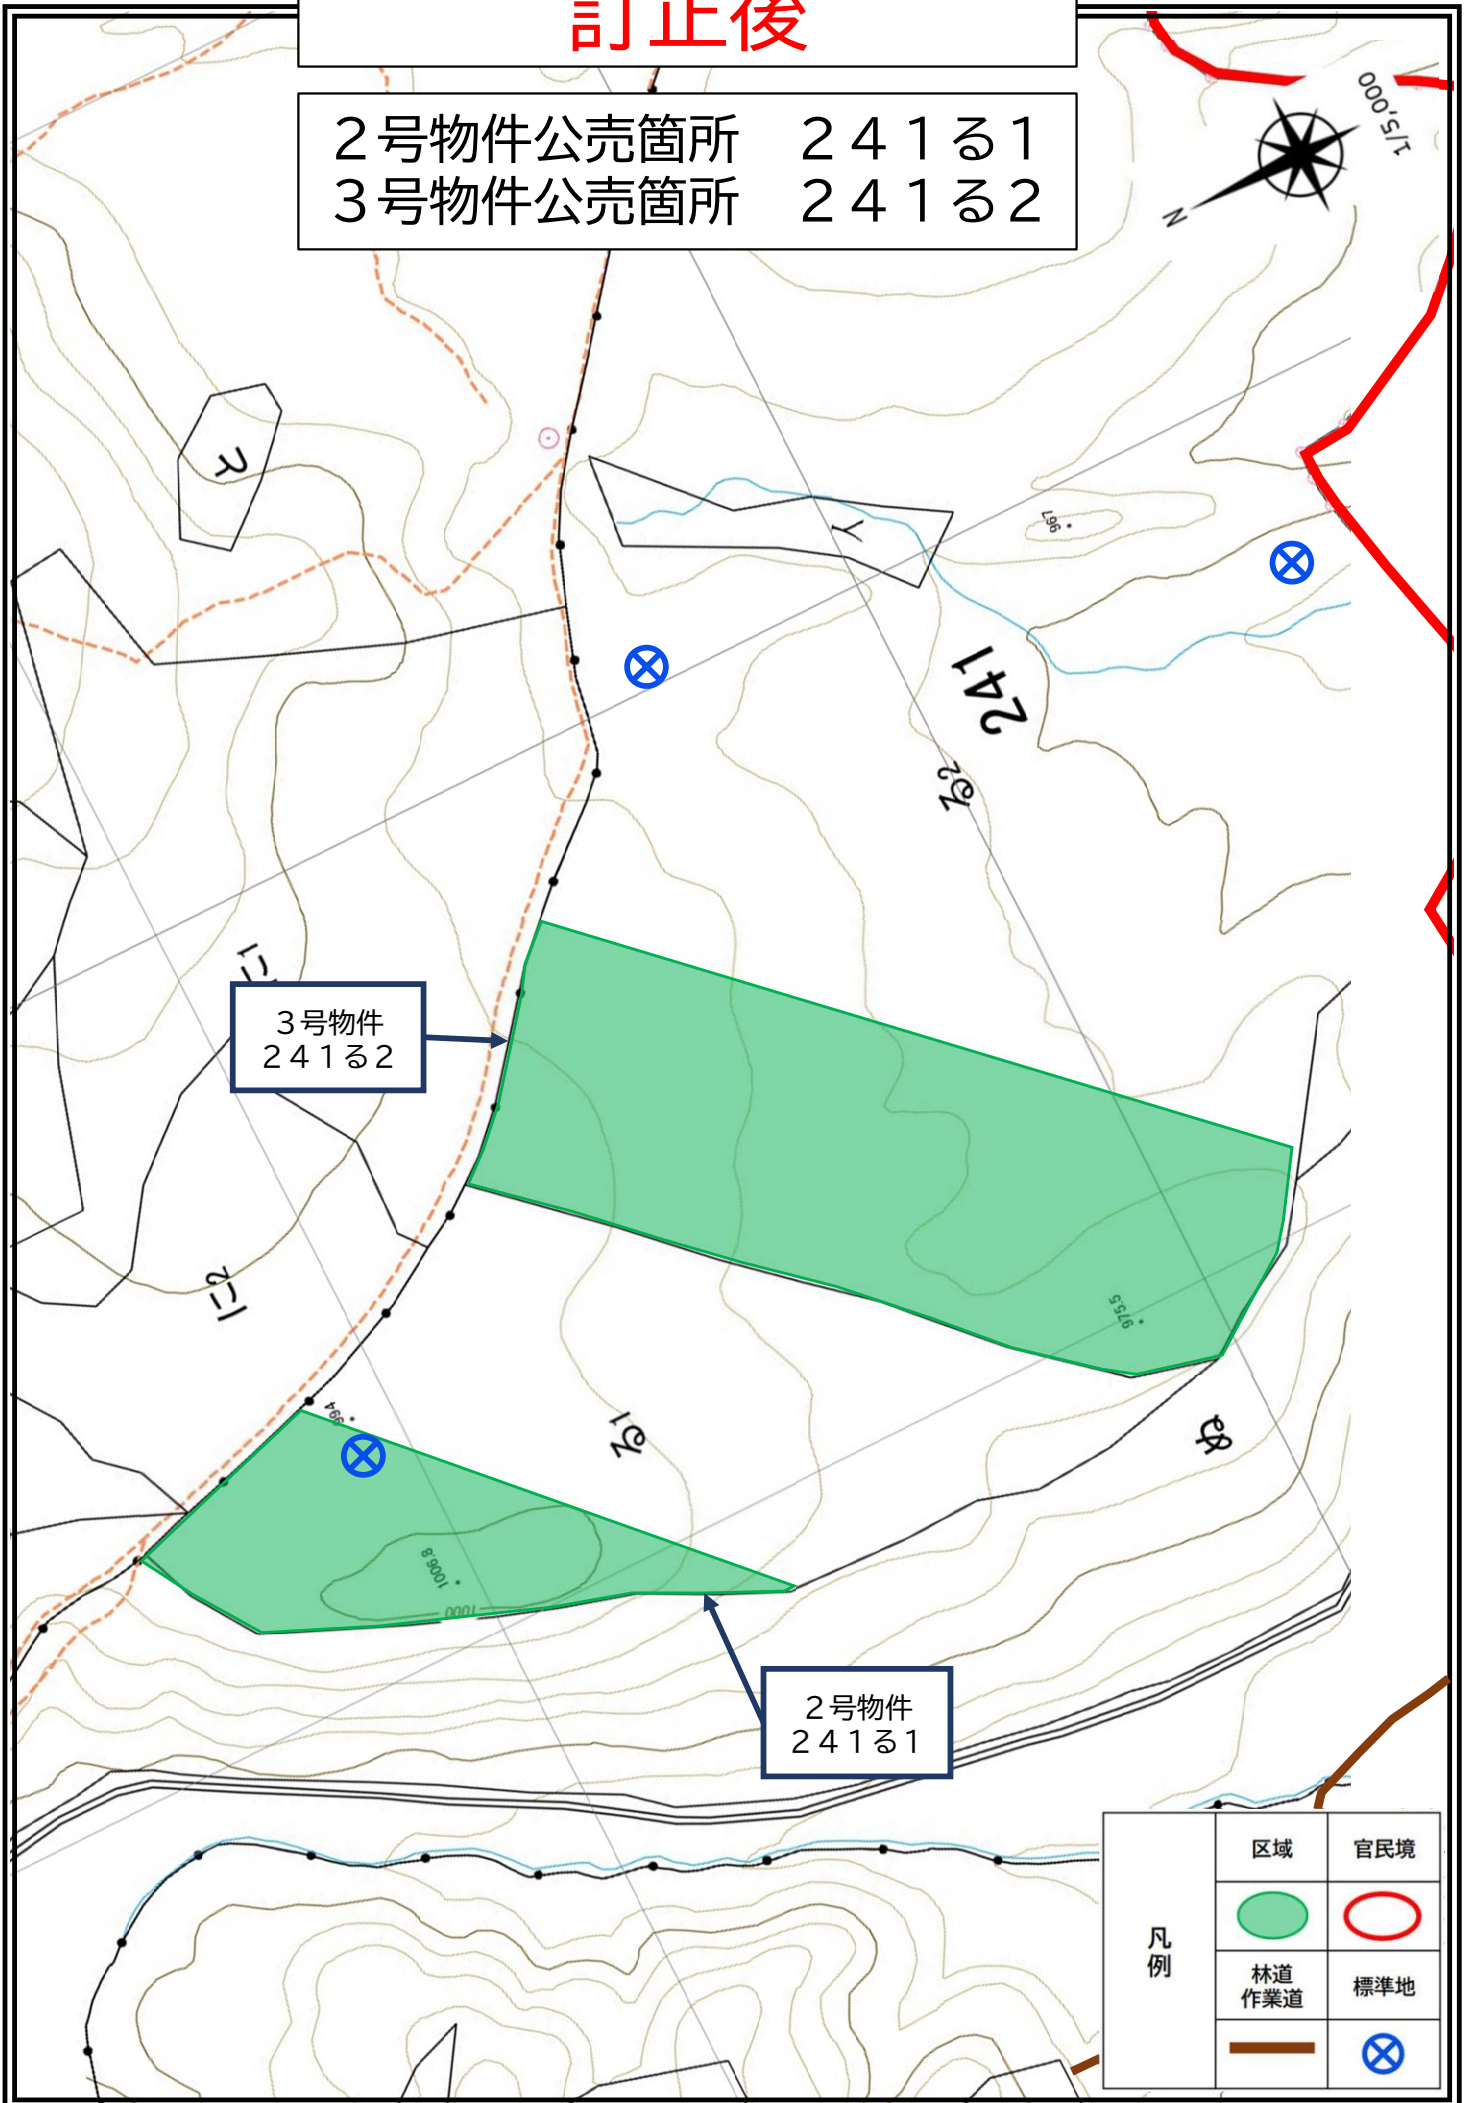 訂正後
２号物件公売箇所　２４１る１
３号物件公売箇所　２４１る２
1/5,000
N
967
241
る2
に1
３号物件
２４１る２
に2
975.5
994
る1
ぬ
1006.8
1000
２号物件
２４１る１
凡例
区域
官民境
林道
作業道
標準地